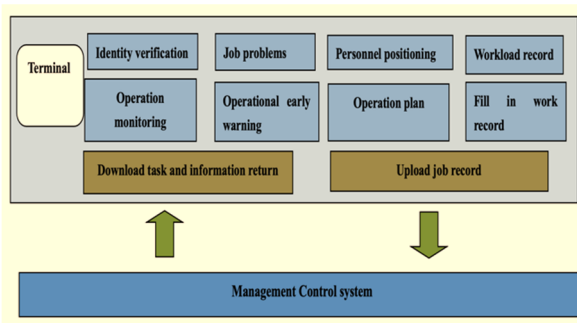 Identity verification
Job problems
Personnel positioning
Workload record
Terminal
Operation
monitoring
Operational early
warning
Operation plan
Fill in work
record
Download task and information return
Upload job record
Management Control system